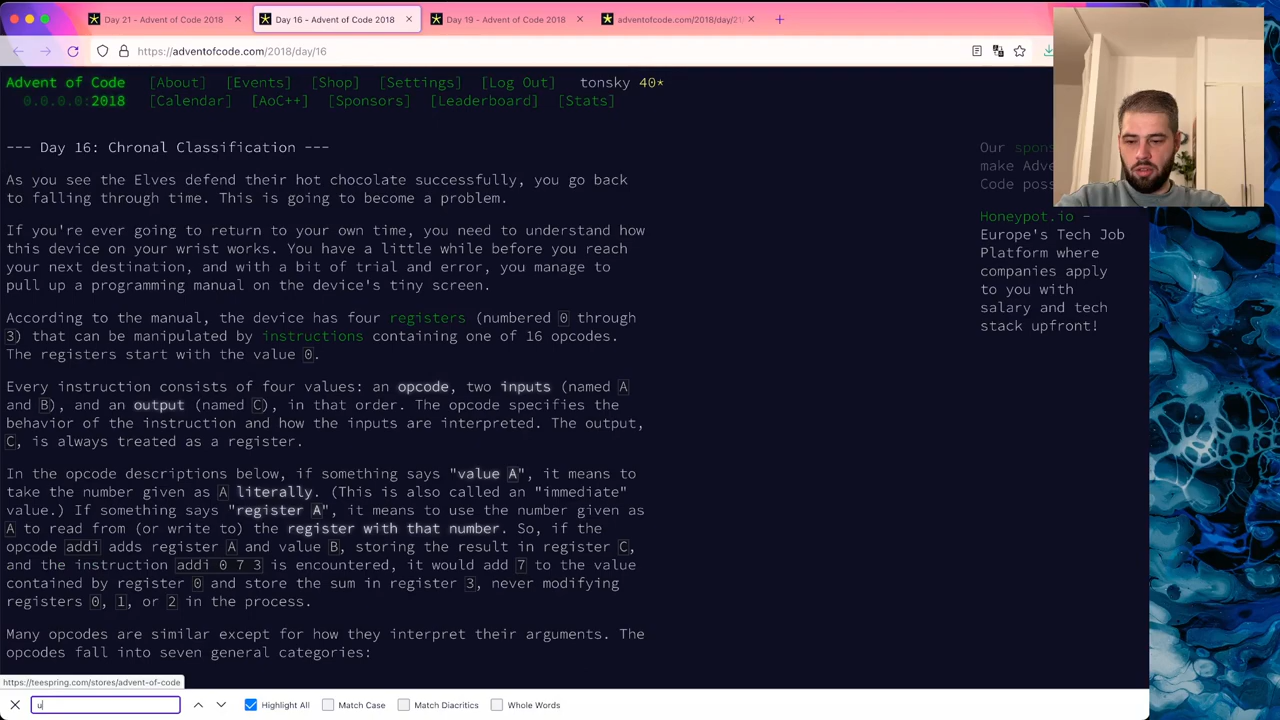 Day 21 - Advent of Code 2018
Day 16 - Advent of Code 2018
Day 19 - Advent of Code 2018
adventofcode.com/2018/day/21
https://adventofcode.com/2018/day/16
Advent of Code [About] [Events] [Shop] [Settings] [Log Out] tonsky 40*
0.0.0.0:2018 [Calendar] [AoC++] [Sponsors] [Leaderboard] [Stats]
--- Day 16: Chronal Classification ---
As you see the Elves defend their hot chocolate successfully, you go back
to falling through time. This is going to become a problem.
If you're ever going to return to your own time, you need to understand how
this device on your wrist works. You have a little while before you reach
your next destination, and with a bit of trial and error, you manage to
pull up a programming manual on the device's tiny screen.
According to the manual, the device has four registers (numbered 0 through
3) that can be manipulated by instructions containing one of 16 opcodes.
The registers start with the value 0.
Every instruction consists of four values: an opcode, two inputs (named A
and B), and an output (named C), in that order. The opcode specifies the
behavior of the instruction and how the inputs are interpreted. The output,
C, is always treated as a register.
In the opcode descriptions below, if something says "value A", it means to
take the number given as A literally. (This is also called an "immediate"
value.) If something says "register A", it means to use the number given as
A to read from (or write to) the register with that number. So, if the
opcode addi adds register A and value B, storing the result in register C,
and the instruction addi 0 7 3 is encountered, it would add 7 to the value
contained by register 0 and store the sum in register 3, never modifying
registers 0, 1, or 2 in the process.
Many opcodes are similar except for how they interpret their arguments. The
opcodes fall into seven general categories:
Our
make Adve
Code poss
Honeypot.io -
Europe's Tech Job
Platform where
companies apply
to you with
salary and tech
stack upfront!
https://teespring.com/stores/advent-of-code
u
Highlight All
Match Case
Match Diacritics
Whole Words